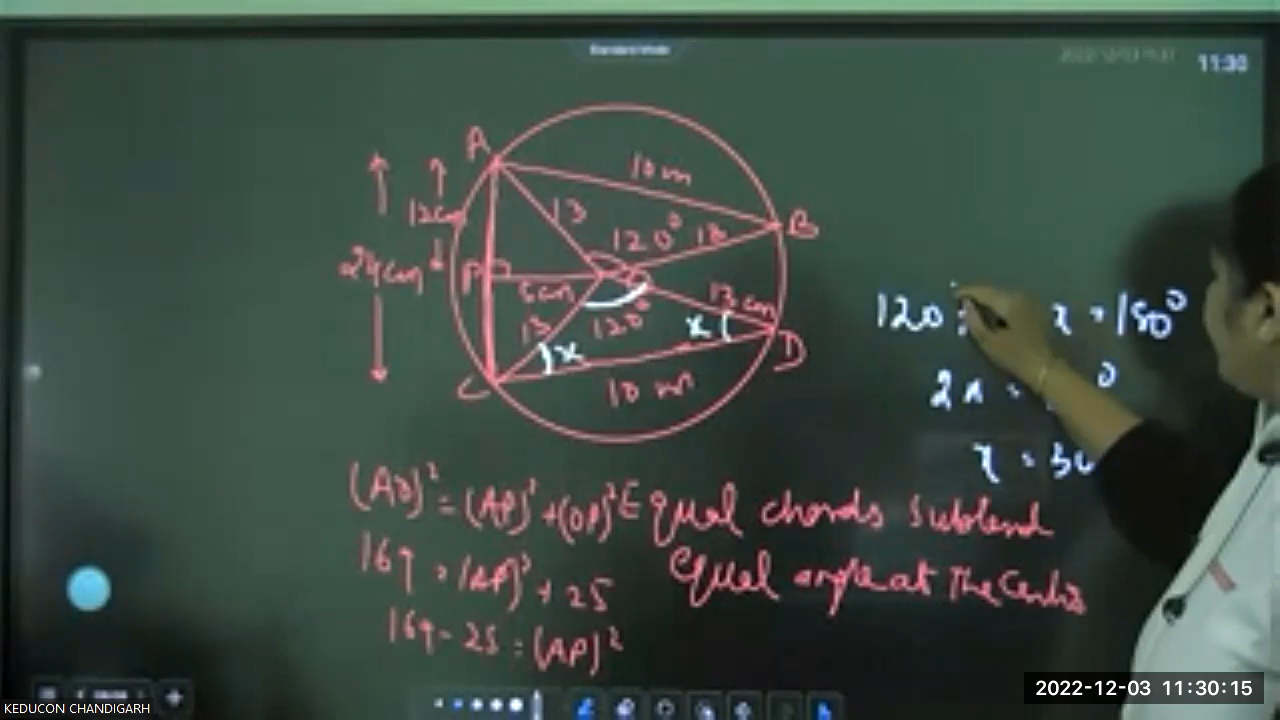 Standard Mode
11:30
A
10 m
13
12cm
120° 13
B
24cm
P
5cm
13 cm
13
120°
x
x
D
C
10 m
120 x = 180°
2x = °
x = 30
(AO)² = (AP)² + (OP)²
169 = (AP)² + 25
169 - 25 = (AP)²
Equal chords Subtend
Equal angle at The Centre
2022-12-03 11:30:15
KEDUCON CHANDIGARH